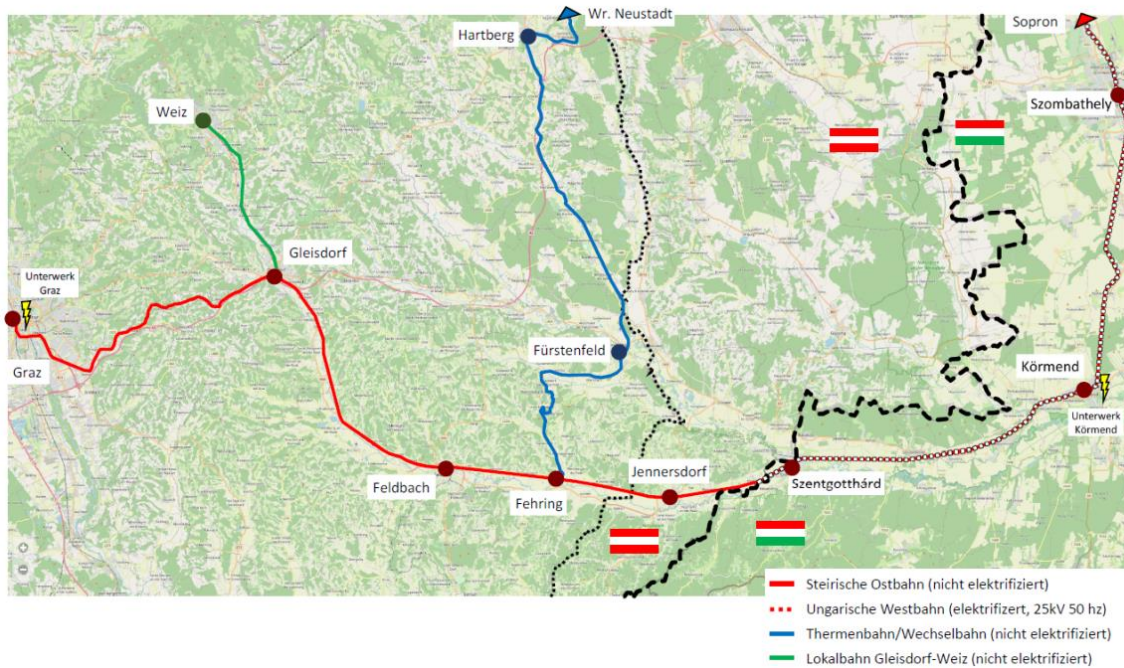 Wr. Neustadt
Sopron
Hartberg
Szombathely
Weiz
Gleisdorf
Unterwerk
Graz
Graz
Fürstenfeld
Körmend
Unterwerk
Körmend
Jennersdorf
Feldbach
Fehring
Szentgotthárd
Steirische Ostbahn (nicht elektrifiziert)
Ungarische Westbahn (elektrifizert, 25kV 50 hz)
Thermenbahn/Wechselbahn (nicht elektrifiziert)
Lokalbahn Gleisdorf-Weiz (nicht elektrifiziert)